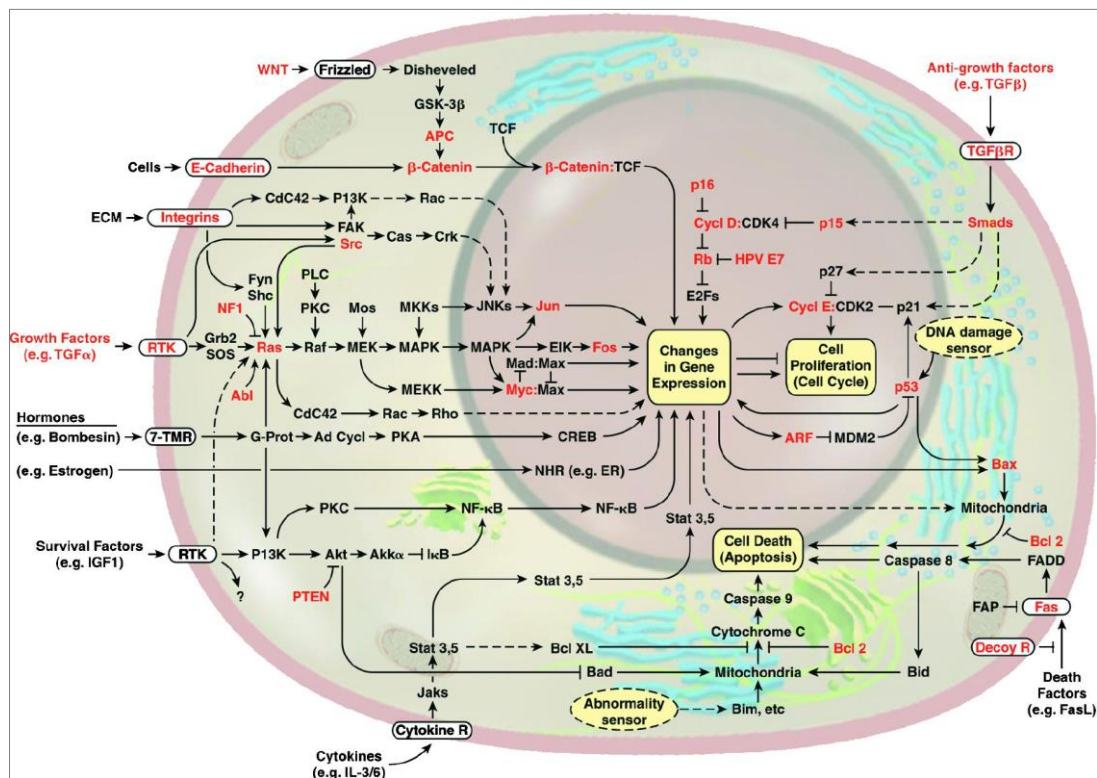 WNT
Frizzled
Disheveled
GSK-3β
APC
TCF
Cells
E-Cadherin
β-Catenin
β-Catenin:TCF
Anti-growth factors
(e.g. TGFβ)
TGFβR
ECM
Integrins
CdC42
P13K
Rac
FAK
Src
Cas
Crk
p16
Cycl D:CDK4
p15
Smads
Rb
HPV E7
E2Fs
p27
Cycl E:CDK2
p21
Fyn
Shc
PLC
NF1
PKC
Mos
MKKs
JNKs
Jun
Growth Factors
(e.g. TGFα)
RTK
Grb2
SOS
Ras
Raf
MEK
MAPK
MAPK
ElK
Fos
Mad:Max
Abl
MEKK
Myc:Max
CdC42
Rac
Rho
Changes
in Gene
Expression
Cell
Proliferation
(Cell Cycle)
DNA damage
sensor
p53
ARF
MDM2
Hormones
(e.g. Bombesin)
7-TMR
G-Prot
Ad Cycl
PKA
CREB
(e.g. Estrogen)
NHR (e.g. ER)
Bax
PKC
NF-κB
NF-κB
Stat 3,5
Mitochondria
Survival Factors
(e.g. IGF1)
RTK
P13K
Akt
Akkα
IκB
PTEN
?
Stat 3,5
Cell Death
(Apoptosis)
Bcl 2
Caspase 8
FADD
Caspase 9
FAP
Fas
Cytochrome C
Stat 3,5
Bcl XL
Bcl 2
Decoy R
Bad
Mitochondria
Bid
Death
Factors
(e.g. FasL)
Jaks
Abnormality
sensor
Bim, etc
Cytokine R
Cytokines
(e.g. IL-3/6)